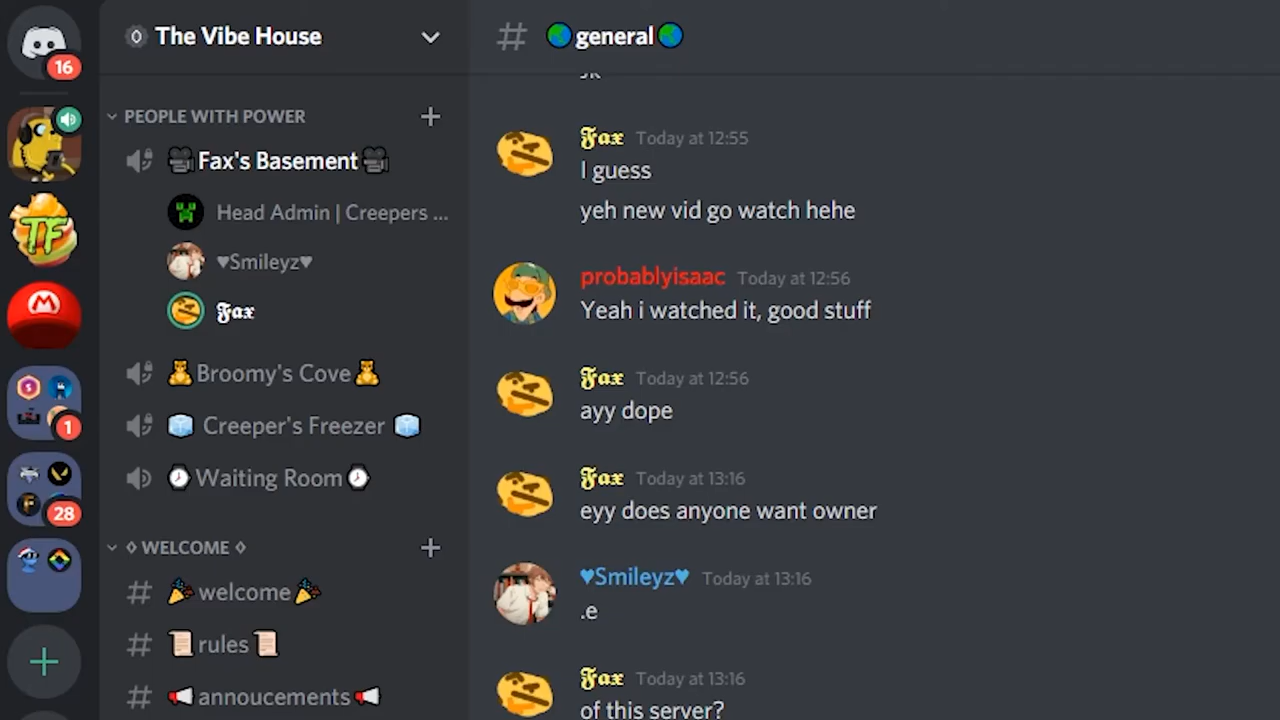 16
TF
M
1
28
The Vibe House
PEOPLE WITH POWER
🎥Fax's Basement🎥
Head Admin | Creepers ...
♥Smileyz♥
𝕱𝖆𝖝
🧸Broomy's Cove🧸
🧊 Creeper's Freezer 🧊
⌚Waiting Room⌚
◊ WELCOME ◊
# 🎉welcome🎉
# 📜rules📜
# 📢annoucements📢
# 🌏general🌏
𝕱𝖆𝖝 Today at 12:55
I guess
yeh new vid go watch hehe
probablyisaac Today at 12:56
Yeah i watched it, good stuff
𝕱𝖆𝖝 Today at 12:56
ayy dope
𝕱𝖆𝖝 Today at 13:16
eyy does anyone want owner
♥Smileyz♥ Today at 13:16
.e
𝕱𝖆𝖝 Today at 13:16
of this server?